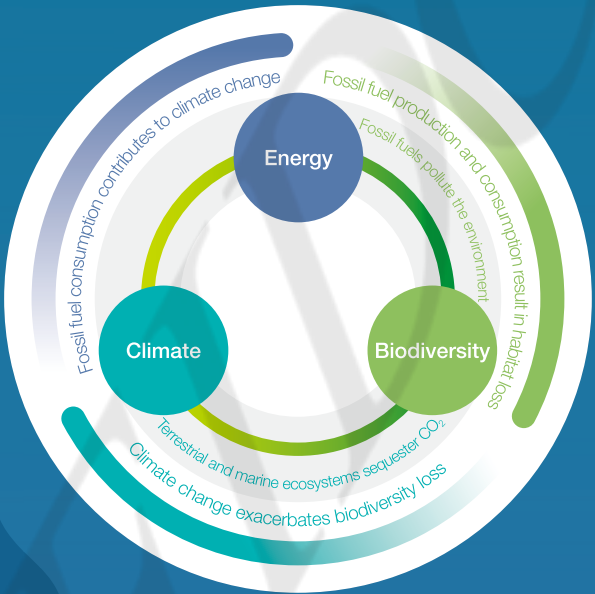 Fossil fuel consumption contributes to climate change
Fossil fuel production and consumption result in habitat loss
Fossil fuels pollute the environment
Energy
Climate
Biodiversity
Terrestrial and marine ecosystems sequester CO₂
Climate change exacerbates biodiversity loss